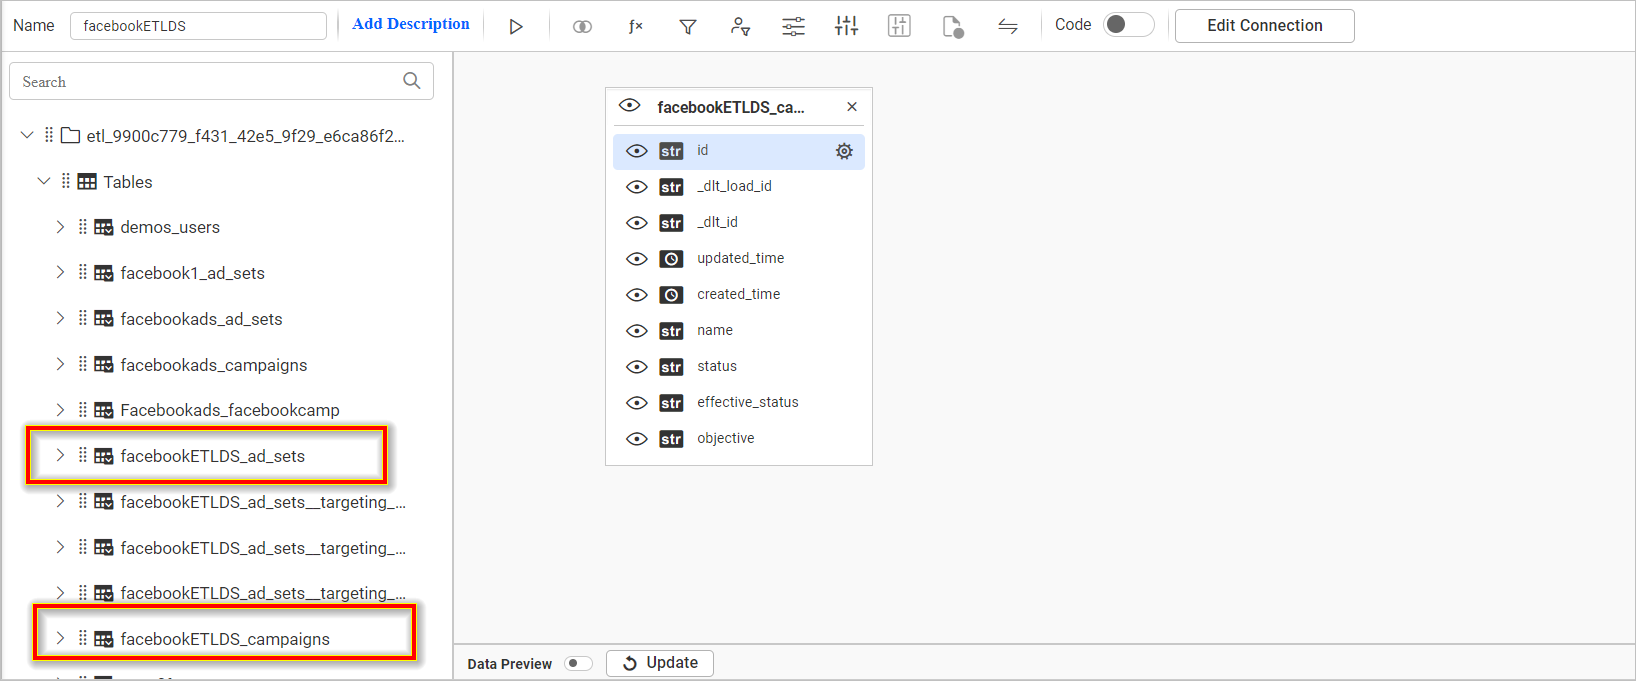 Name facebookETLDS Add Description ƒx Code Edit Connection
Search
etl_9900c779_f431_42e5_9f29_e6ca86f2...
Tables
demos_users
facebook1_ad_sets
facebookads_ad_sets
facebookads_campaigns
Facebookads_facebookcamp
facebookETLDS_ad_sets
facebookETLDS_ad_sets__targeting_...
facebookETLDS_ad_sets__targeting_...
facebookETLDS_ad_sets__targeting_...
facebookETLDS_campaigns
facebookETLDS_ca...
str id
str _dlt_load_id
str _dlt_id
updated_time
created_time
str name
str status
str effective_status
str objective
Data Preview Update